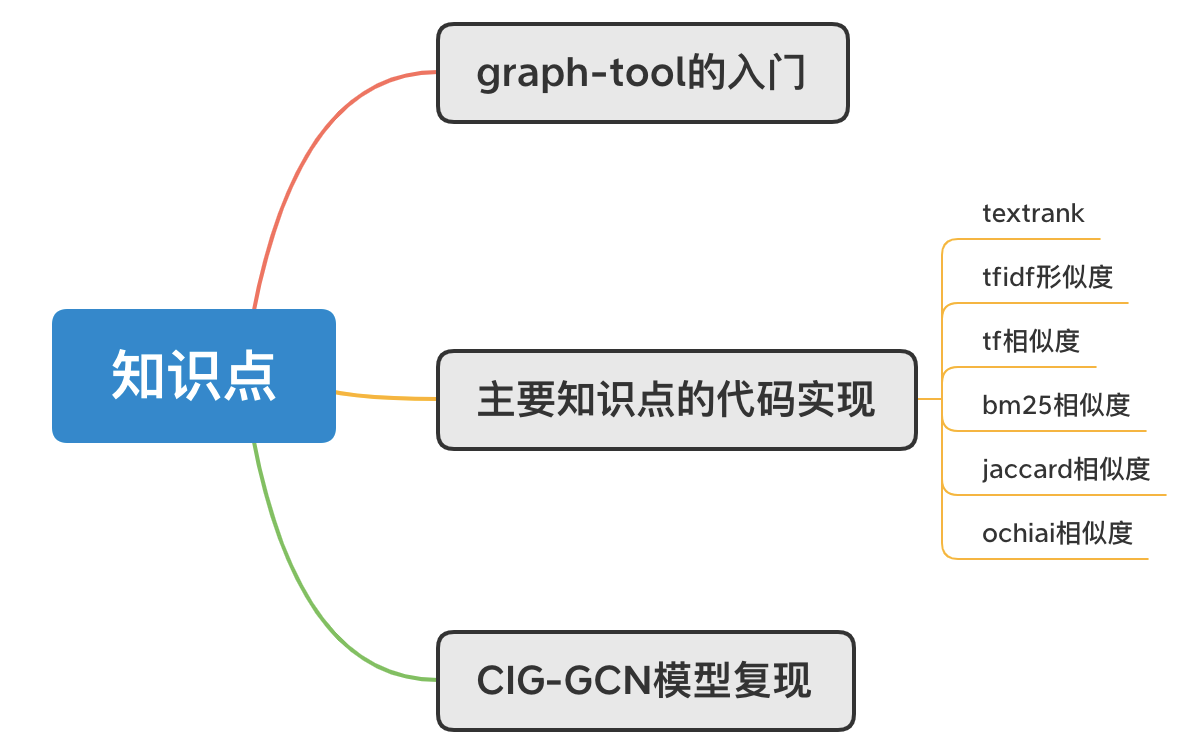 graph-tool的入门
textrank
tfidf形似度
tf相似度
知识点
主要知识点的代码实现
bm25相似度
jaccard相似度
ochiai相似度
CIG-GCN模型复现